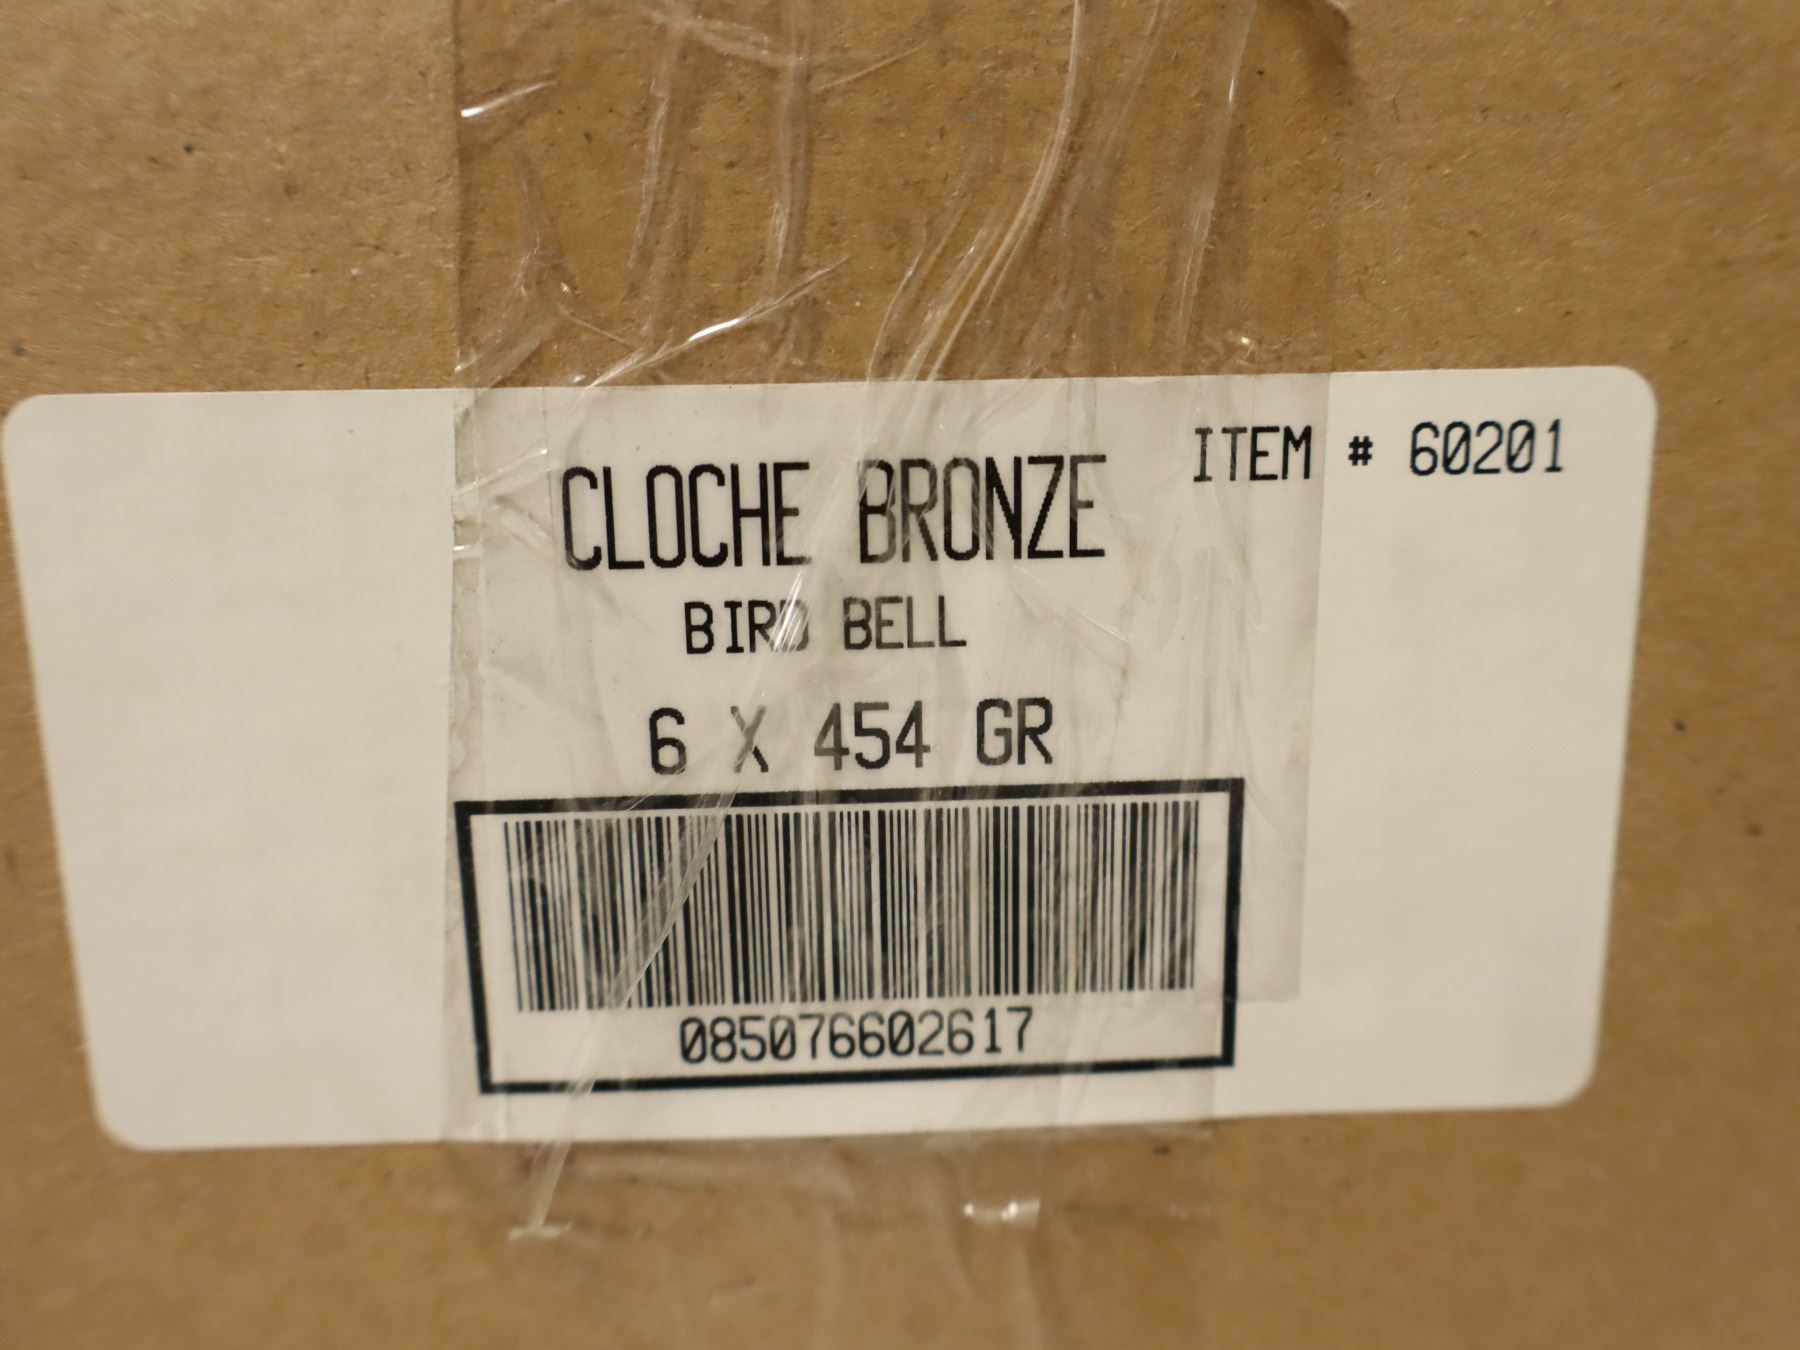 ITEM # 60201
CLOCHE BRONZE
BIRD BELL
6 X 454 GR
085076602617